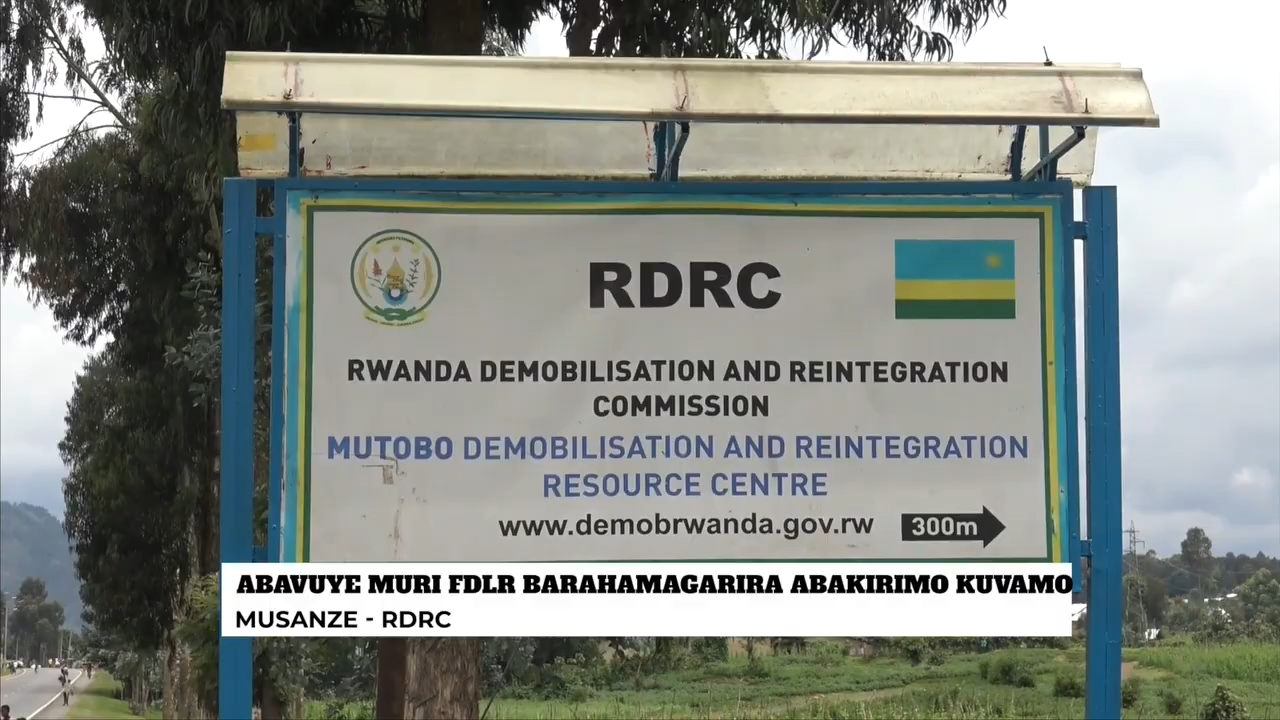 RDRC
RWANDA DEMOBILISATION AND REINTEGRATION
COMMISSION
MUTOBO DEMOBILISATION AND REINTEGRATION
RESOURCE CENTRE
www.demobrwanda.gov.rw
300m
ABAVUYE MURI FDLR BARAHAMAGARIRA ABAKIRIMO KUVAMO
MUSANZE - RDRC